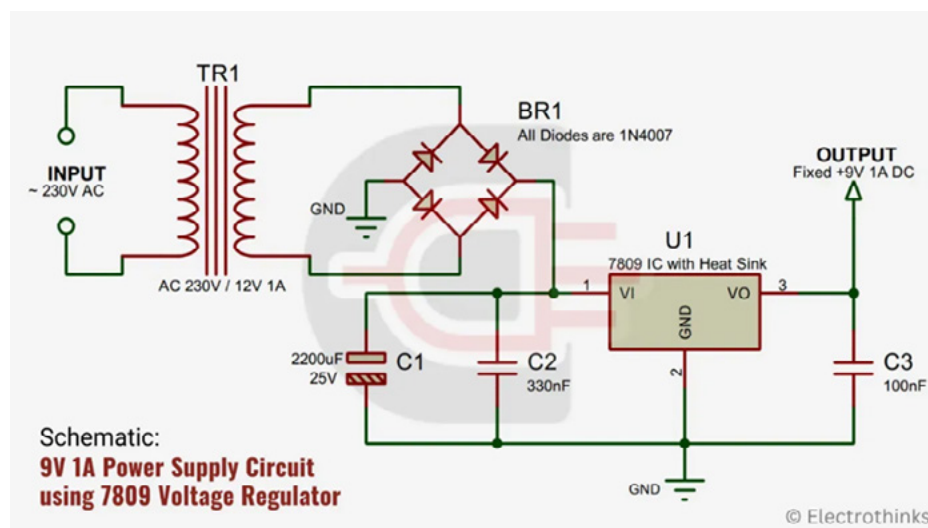 TR1
BR1
All Diodes are 1N4007
INPUT
~ 230V AC
OUTPUT
Fixed +9V 1A DC
GND
AC 230V / 12V 1A
U1
7809 IC with Heat Sink
1
VI
VO
3
GND
2
2200uF
25V
C1
C2
330nF
C3
100nF
Schematic:
9V 1A Power Supply Circuit
using 7809 Voltage Regulator
GND
© Electrothinks